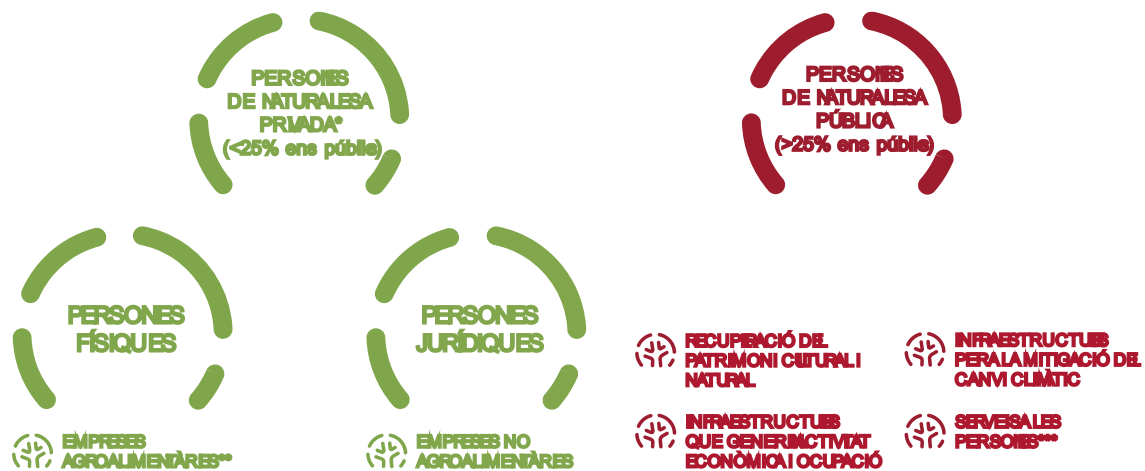 PERSONES
DE NATURALESA
PRIVADA*
(<25% ens públic)
PERSONES
DE NATURALESA
PÚBLICA
(>25% ens públic)
PERSONES
FÍSIQUES
PERSONES
JURÍDIQUES
EMPRESES
AGROALIMENTÀRES**
EMPRESES NO
AGROALIMENTÀRES
RECUPERACIÓ DEL
PATRIMONI CULTURAL I
NATURAL
INFRAESTRUCTURES
QUE GENERIN ACTIVITAT
ECONÒMICA I OCUPACIÓ
INFRAESTRUCTURES
PER A LA MITIGACIÓ DEL
CANVI CLIMÀTIC
SERVEIS A LES
PERSONES***